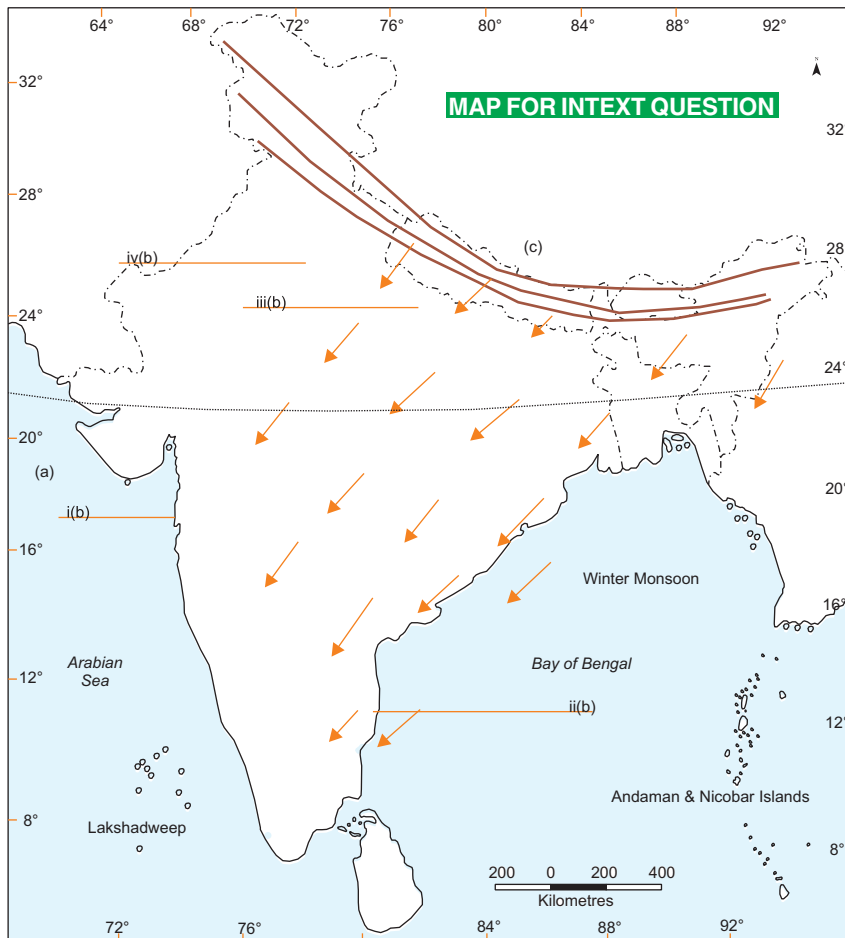 64° 68° 72° 76° 80° 84° 88° 92°
N
32°
MAP FOR INTEXT QUESTION
32°
28°
(c)
28°
iv(b)
iii(b)
24°
24°
20°
(a)
20°
i(b)
16°
Winter Monsoon
16°
Arabian
Sea
Bay of Bengal
12°
ii(b)
12°
Andaman & Nicobar Islands
8°
Lakshadweep
8°
200 0 200 400
Kilometres
72° 76° 84° 88° 92°